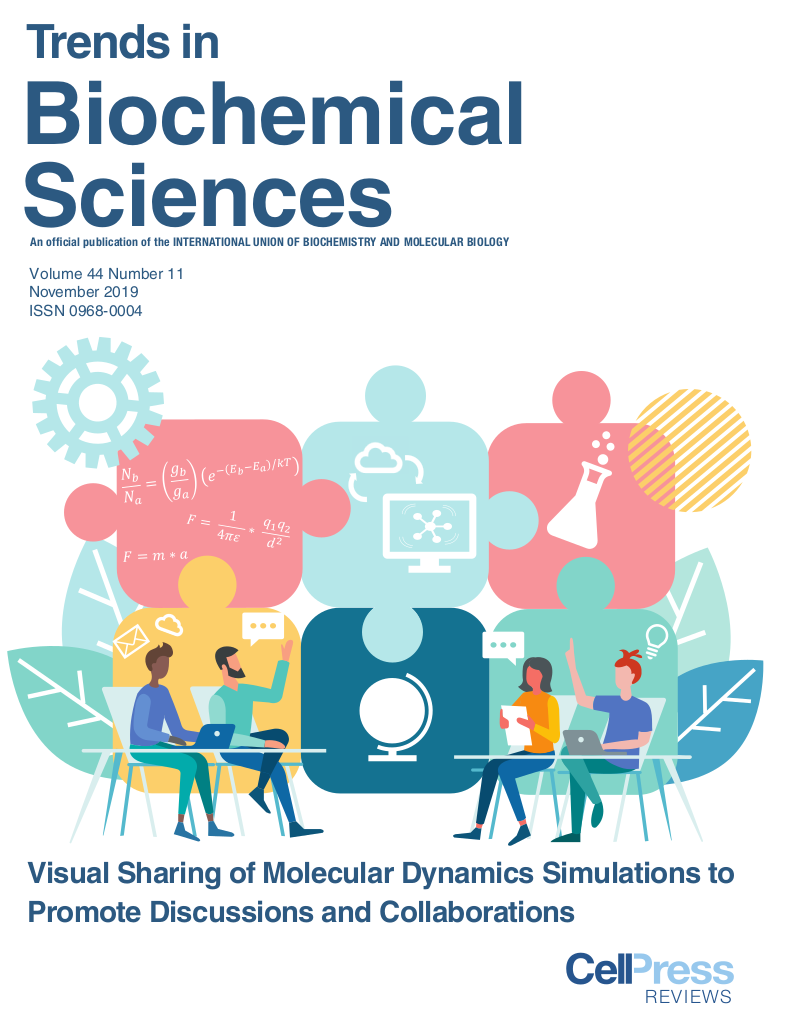 Trends in
Biochemical
Sciences
An official publication of the INTERNATIONAL UNION OF BIOCHEMISTRY AND MOLECULAR BIOLOGY
Volume 44 Number 11
November 2019
ISSN 0968-0004
N_b/N_a = (g_b/g_a)(e^{-(E_b-E_a)/kT})
F = 1/4πε * q_1q_2/d^2
F = m * a
Visual Sharing of Molecular Dynamics Simulations to
Promote Discussions and Collaborations
CellPress
REVIEWS